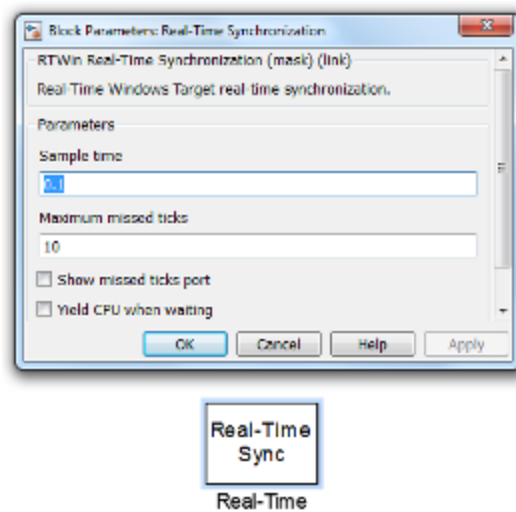 Block Parameters: Real-Time Synchronization
RTWin Real-Time Synchronization (mask) (link)
Real-Time Windows Target real-time synchronization.
Parameters
Sample time
0.1
Maximum missed ticks
10
Show missed ticks port
Yield CPU when waiting
OK Cancel Help Apply
Real-Time
Sync
Real-Time